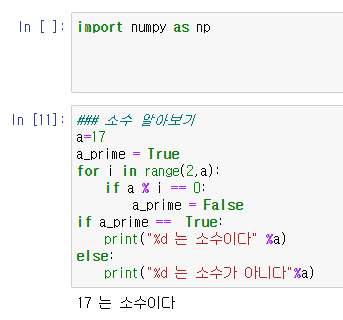 In [ ]: import numpy as np
In [11]: ### 소수 알아보기
a=17
a_prime = True
for i in range(2,a):
    if a % i == 0:
        a_prime = False
if a_prime ==  True:
    print("%d 는 소수이다" %a)
else:
    print("%d 는 소수가 아니다"%a)
17 는 소수이다